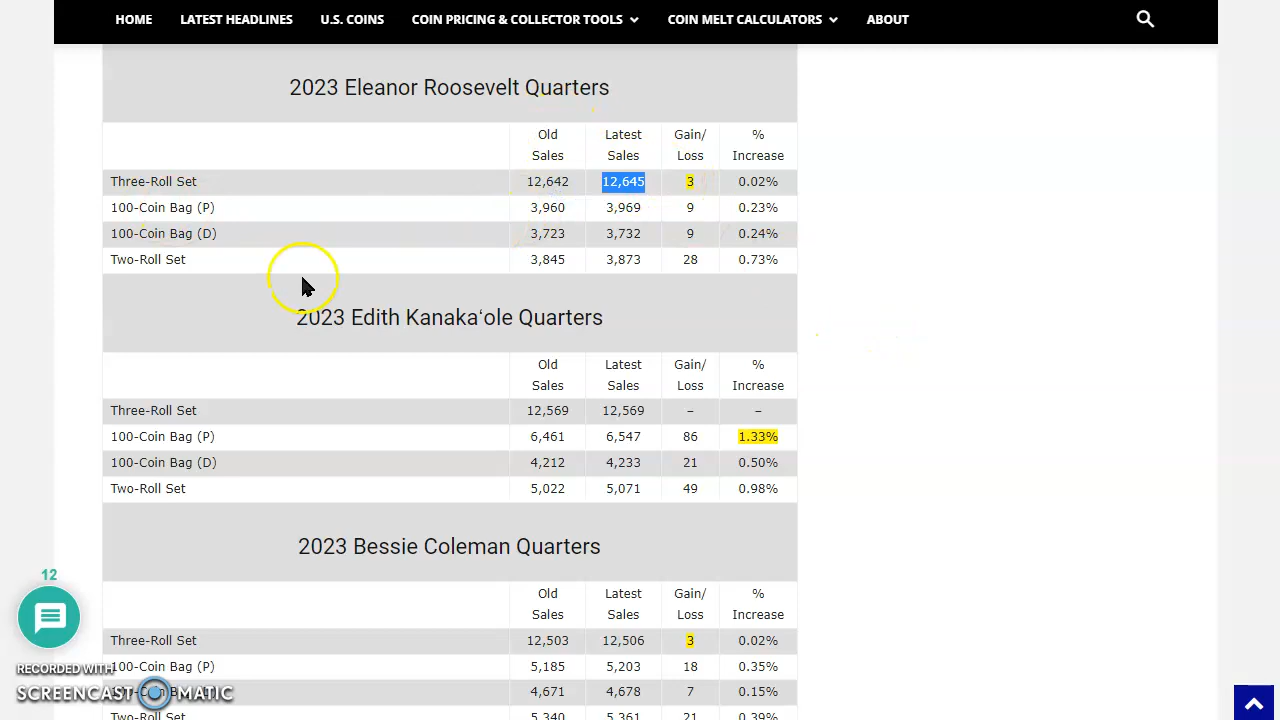 HOME LATEST HEADLINES U.S. COINS COIN PRICING & COLLECTOR TOOLS COIN MELT CALCULATORS ABOUT
2023 Eleanor Roosevelt Quarters
Old Sales Latest Sales Gain/ Loss % Increase
Three-Roll Set 12,642 12,645 3 0.02%
100-Coin Bag (P) 3,960 3,969 9 0.23%
100-Coin Bag (D) 3,723 3,732 9 0.24%
Two-Roll Set 3,845 3,873 28 0.73%
2023 Edith Kanakaʻole Quarters
Old Sales Latest Sales Gain/ Loss % Increase
Three-Roll Set 12,569 12,569 – –
100-Coin Bag (P) 6,461 6,547 86 1.33%
100-Coin Bag (D) 4,212 4,233 21 0.50%
Two-Roll Set 5,022 5,071 49 0.98%
2023 Bessie Coleman Quarters
Old Sales Latest Sales Gain/ Loss % Increase
Three-Roll Set 12,503 12,506 3 0.02%
100-Coin Bag (P) 5,185 5,203 18 0.35%
4,671 4,678 7 0.15%
Two-Roll Set 5,340 5,361 21 0.39%
12
RECORDED WITH
SCREENCAST MATIC